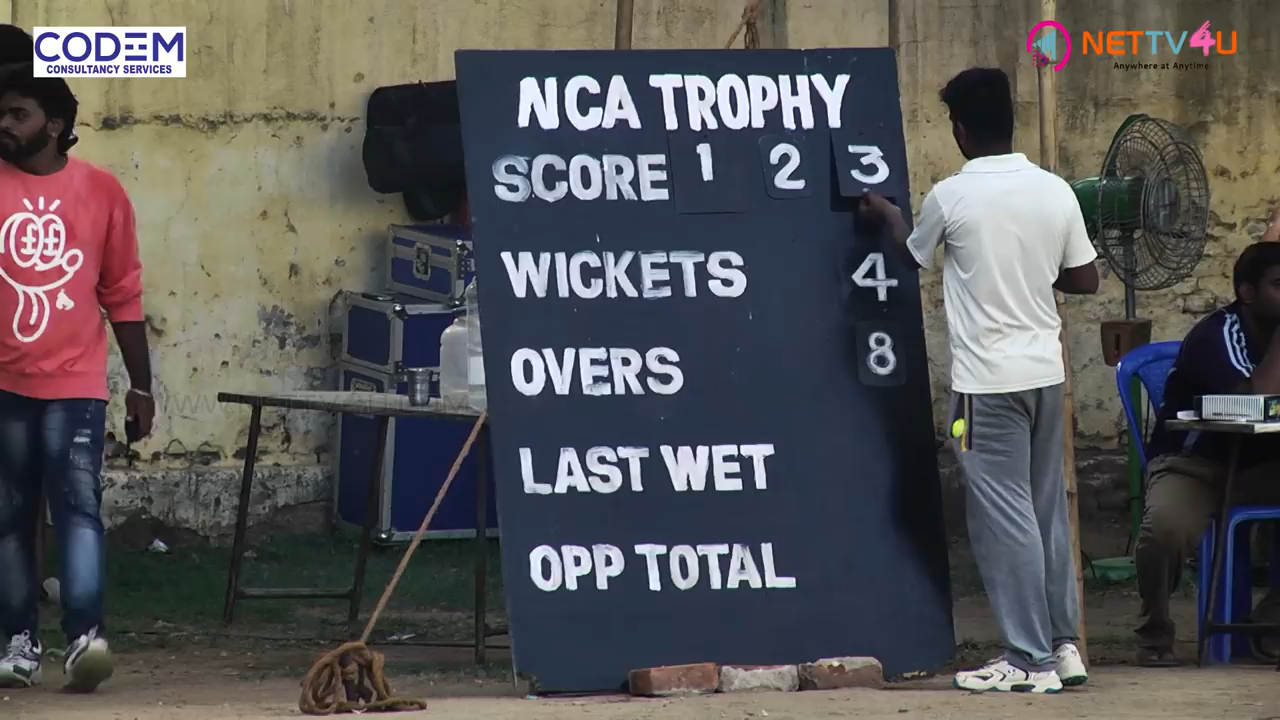 CODEM
CONSULTANCY SERVICES
NETTV4U
Anywhere at Anytime
NCA TROPHY
SCORE 1 2 3
WICKETS 4
OVERS 8
LAST WET
OPP TOTAL